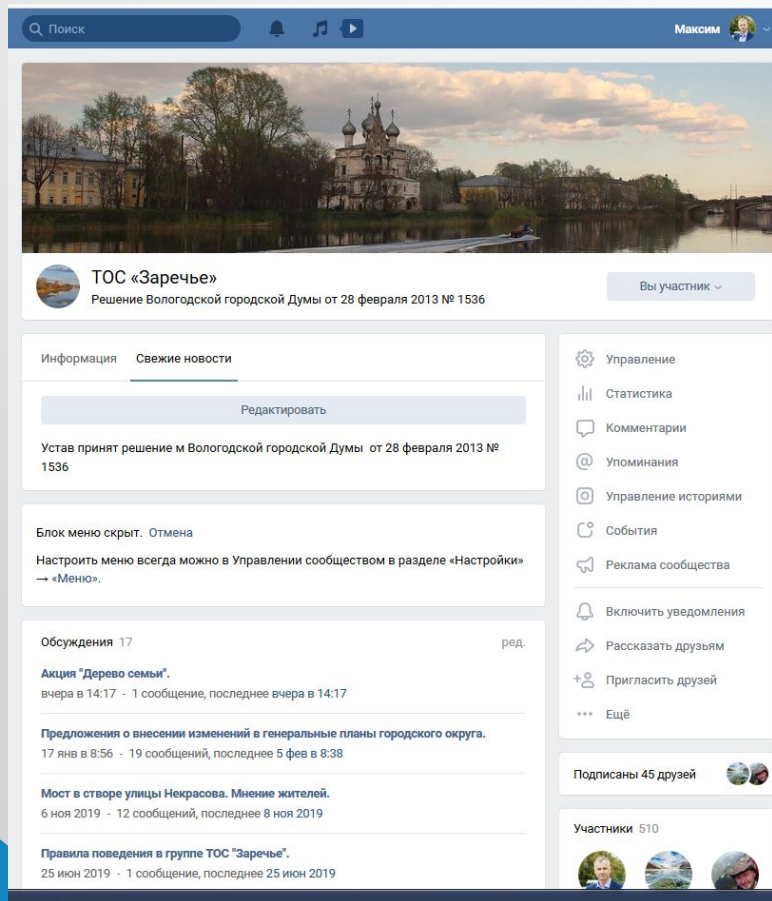 Поиск
Максим
ТОС «Заречье»
Решение Вологодской городской Думы от 28 февраля 2013 № 1536
Вы участник
Информация Свежие новости
Редактировать
Устав принят решение м Вологодской городской Думы от 28 февраля 2013 №
1536
Блок меню скрыт. Отмена
Настроить меню всегда можно в Управлении сообществом в разделе «Настройки»
→ «Меню».
Обсуждения 17 ред.
Акция "Дерево семьи".
вчера в 14:17 - 1 сообщение, последнее вчера в 14:17
Предложения о внесении изменений в генеральные планы городского округа.
17 янв в 8:56 - 19 сообщений, последнее 5 фев в 8:38
Мост в створе улицы Некрасова. Мнение жителей.
6 ноя 2019 - 12 сообщений, последнее 8 ноя 2019
Правила поведения в группе ТОС "Заречье".
25 июн 2019 - 1 сообщение, последнее 25 июн 2019
Управление
Статистика
Комментарии
Упоминания
Управление историями
События
Реклама сообщества
Включить уведомления
Рассказать друзьям
Пригласить друзей
Ещё
Подписаны 45 друзей
Участники 510